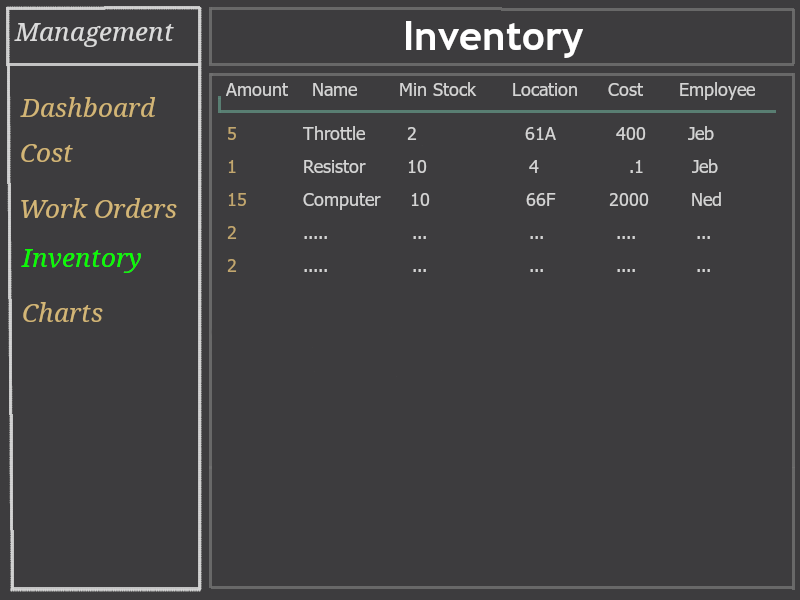 Management
Dashboard
Cost
Work Orders
Inventory
Charts
Inventory
Amount Name Min Stock Location Cost Employee
5 Throttle 2 61A 400 Jeb
1 Resistor 10 4 .1 Jeb
15 Computer 10 66F 2000 Ned
2 ..... ... ... .... ...
2 ..... ... ... .... ...